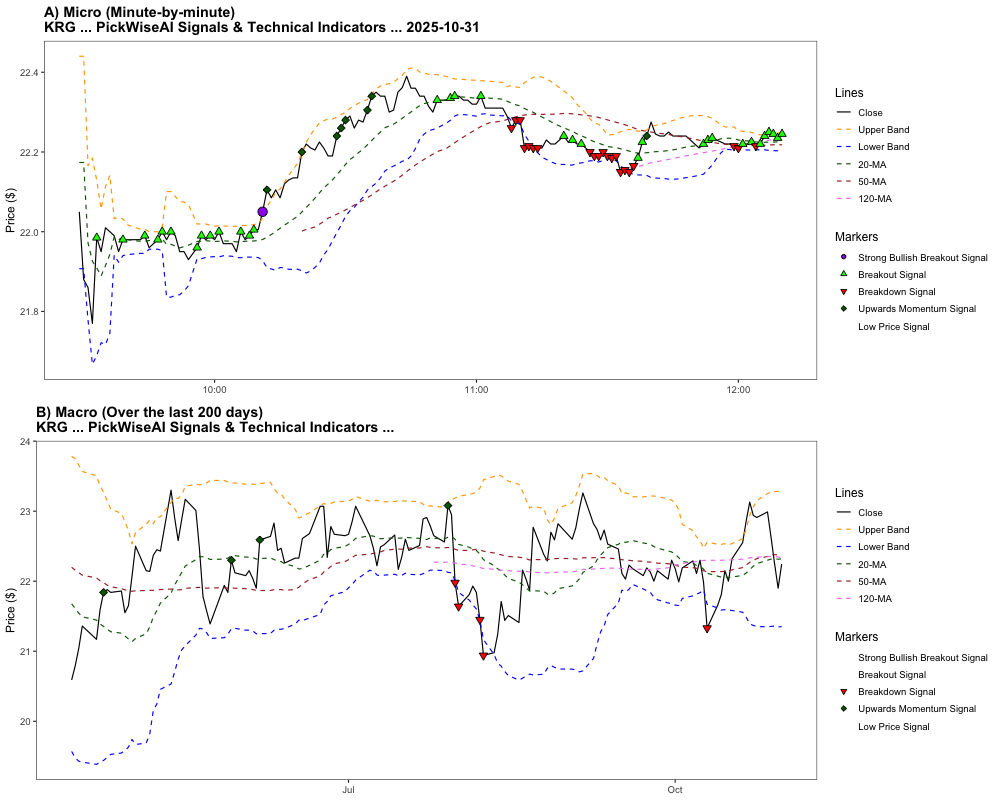 A) Micro (Minute-by-minute)
KRG ... PickWiseAI Signals & Technical Indicators ... 2025-10-31
Price ($)
22.4
22.2
22.0
21.8
10:00
11:00
12:00
Lines
Close
Upper Band
Lower Band
20-MA
50-MA
120-MA
Markers
Strong Bullish Breakout Signal
Breakout Signal
Breakdown Signal
Upwards Momentum Signal
Low Price Signal
B) Macro (Over the last 200 days)
KRG ... PickWiseAI Signals & Technical Indicators ...
Price ($)
24
23
22
21
20
Jul
Oct
Lines
Close
Upper Band
Lower Band
20-MA
50-MA
120-MA
Markers
Strong Bullish Breakout Signal
Breakout Signal
Breakdown Signal
Upwards Momentum Signal
Low Price Signal